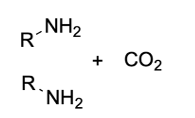 R NH₂
+ CO₂
R NH₂